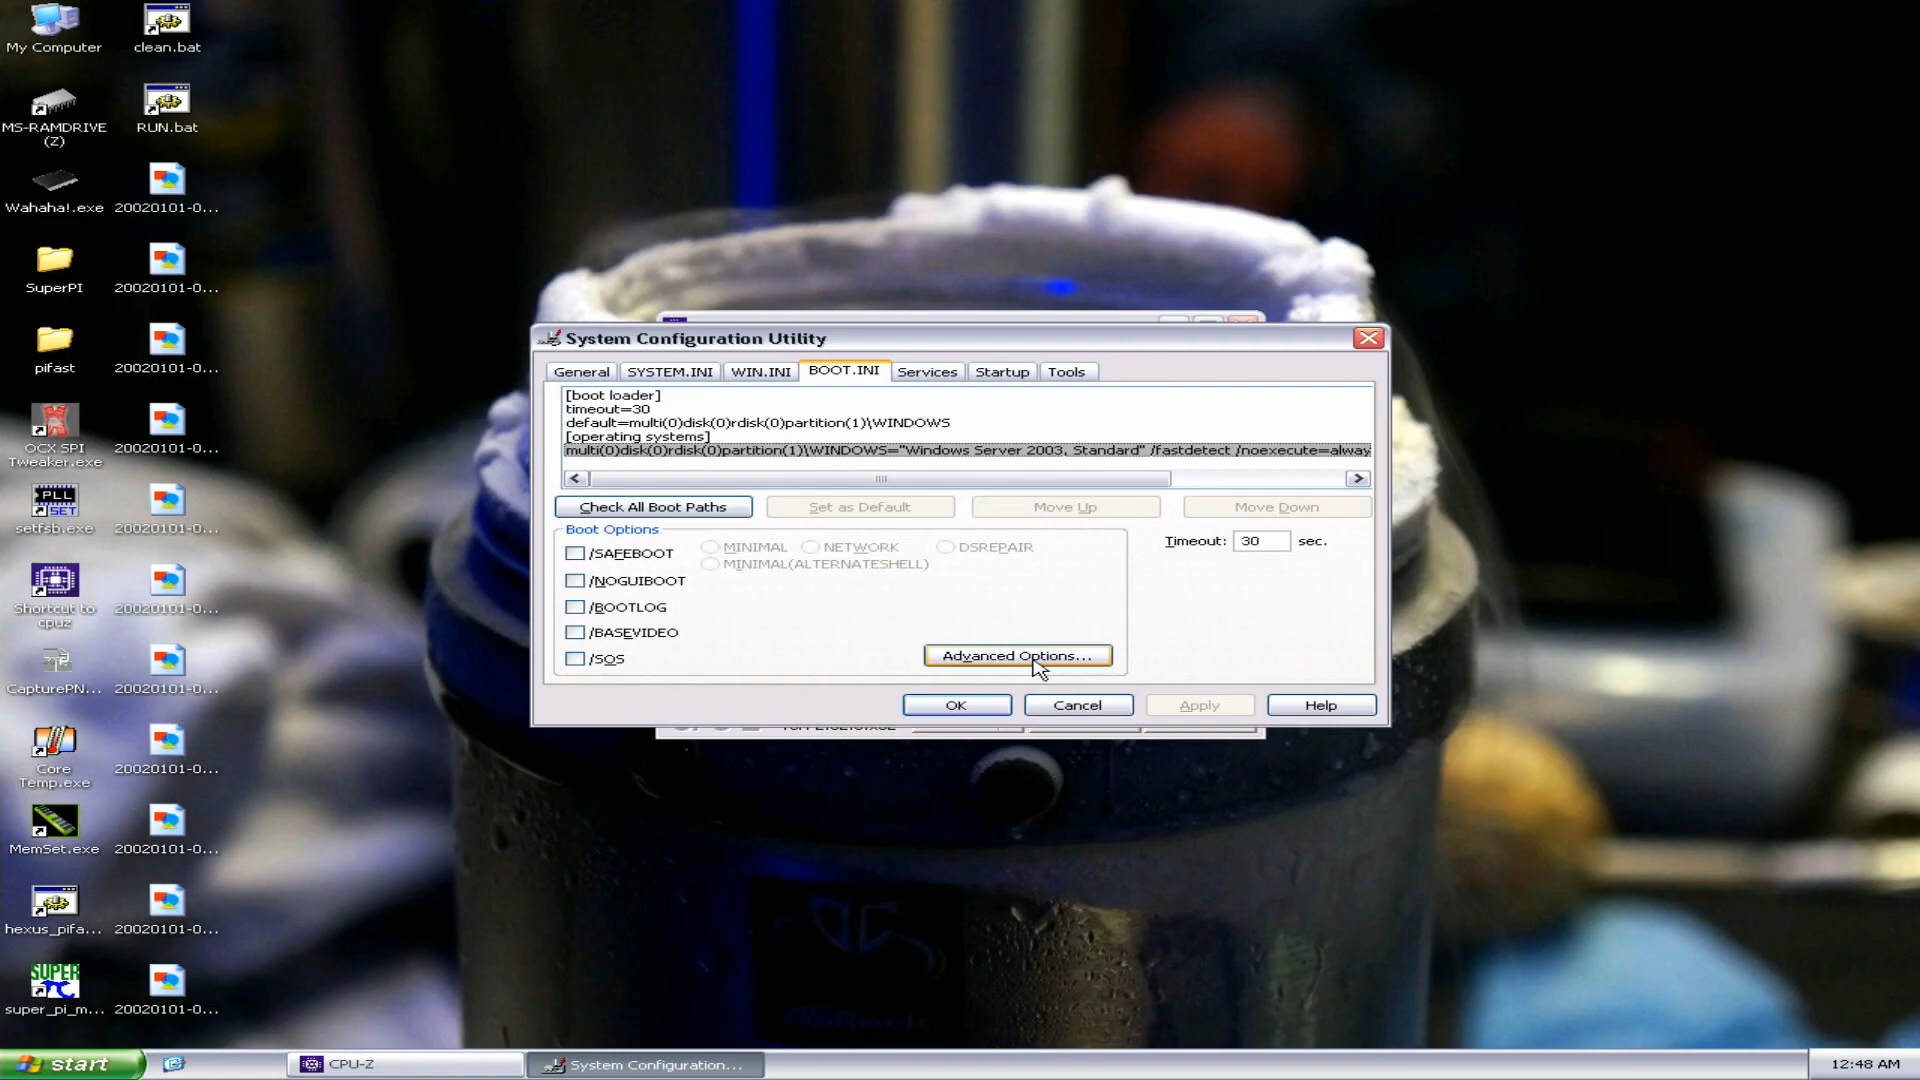 My Computer
clean.bat
MS-RAMDRIVE
(Z)
RUN.bat
Wahaha!.exe
20020101-0...
SuperPI
20020101-0...
pifast
20020101-0...
OCX SPI
Tweaker.exe
20020101-0...
PLL
SET
setfsb.exe
20020101-0...
Shortcut to
cpuz
20020101-0...
CapturePN...
20020101-0...
Core
Temp.exe
20020101-0...
MemSet.exe
20020101-0...
hexus_pifa...
20020101-0...
SUPER
super_pi_m...
20020101-0...
System Configuration Utility
General
SYSTEM.INI
WIN.INI
BOOT.INI
Services
Startup
Tools
[boot loader]
timeout=30
default=multi(0)disk(0)rdisk(0)partition(1)\WINDOWS
[operating systems]
multi(0)disk(0)rdisk(0)partition(1)\WINDOWS="Windows Server 2003, Standard" /fastdetect /noexecute=alway
Check All Boot Paths
Set as Default
Move Up
Move Down
Boot Options
/SAFEBOOT
MINIMAL
NETWORK
DSREPAIR
MINIMAL(ALTERNATESHELL)
/NOGUIBOOT
/BOOTLOG
/BASEVIDEO
/SOS
Advanced Options...
Timeout: 30 sec.
OK
Cancel
Apply
Help
ASRock
start
CPU-Z
System Configuration...
12:48 AM